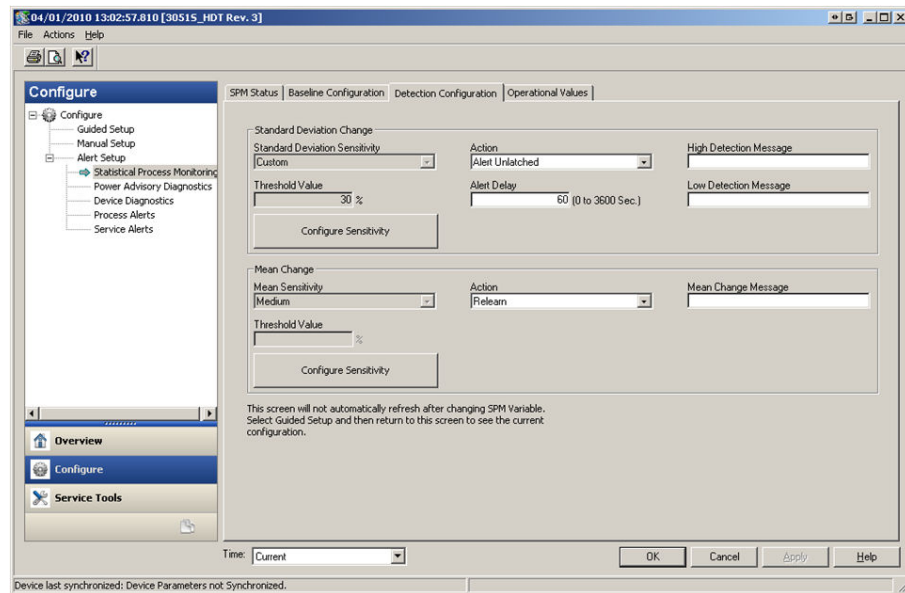 04/01/2010 13:02:57.810 [3051S_HDT Rev. 3]
File Actions Help
Configure
Configure
Guided Setup
Manual Setup
Alert Setup
Statistical Process Monitoring
Power Advisory Diagnostics
Device Diagnostics
Process Alerts
Service Alerts
Overview
Configure
Service Tools
SPM Status Baseline Configuration Detection Configuration Operational Values
Standard Deviation Change
Standard Deviation Sensitivity Action High Detection Message
Custom Alert Unlatched
Threshold Value Alert Delay Low Detection Message
30 % 60 (0 to 3600 Sec.)
Configure Sensitivity
Mean Change
Mean Sensitivity Action Mean Change Message
Medium Relearn
Threshold Value
%
Configure Sensitivity
This screen will not automatically refresh after changing SPM Variable.
Select Guided Setup and then return to this screen to see the current
configuration.
Time: Current OK Cancel Apply Help
Device last synchronized: Device Parameters not Synchronized.